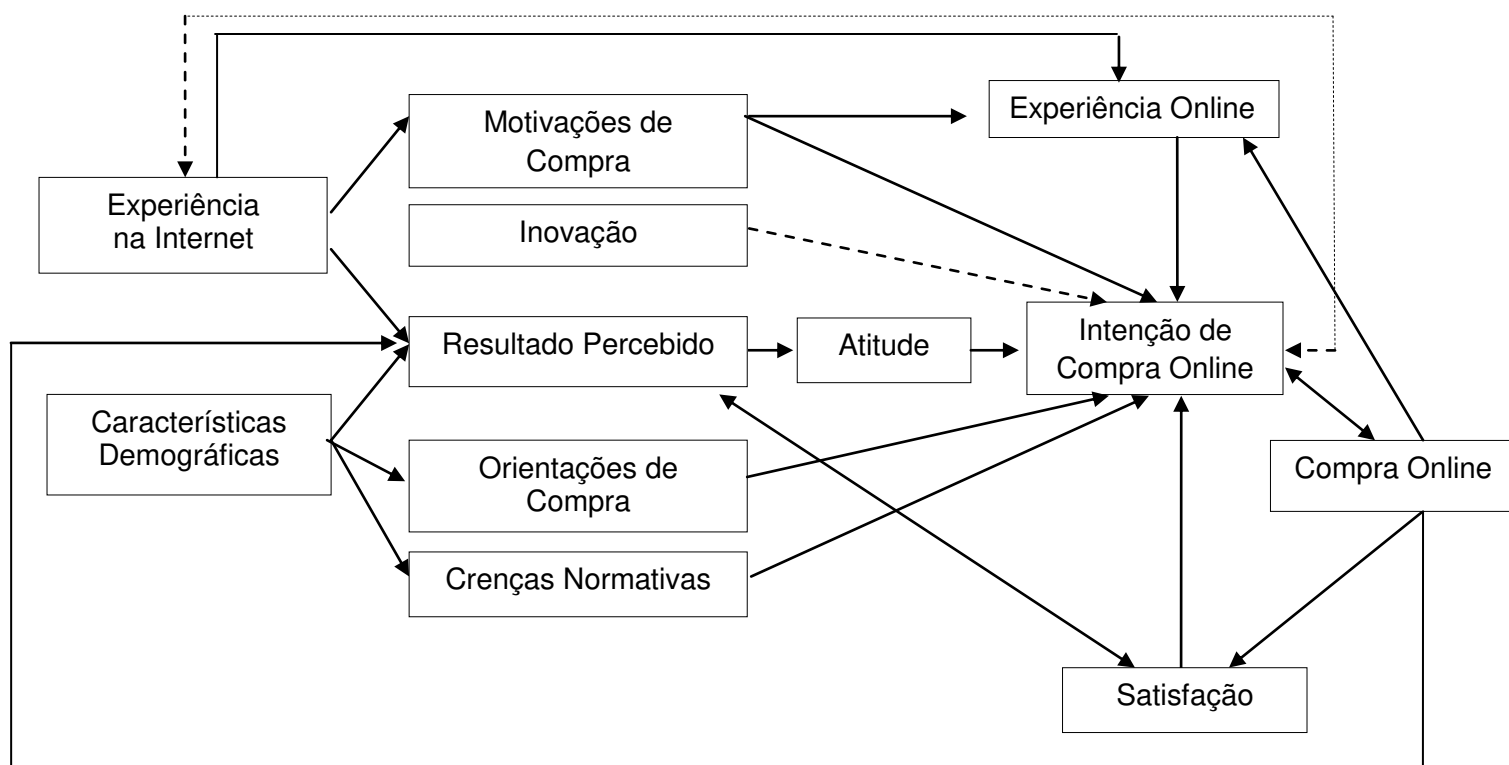 Experiência Online
Motivações de
Compra
Experiência
na Internet
Inovação
Resultado Percebido
Atitude
Intenção de
Compra Online
Característísticas
Demográficas
Orientações de
Compra
Compra Online
Crenças Normativas
Satisfação